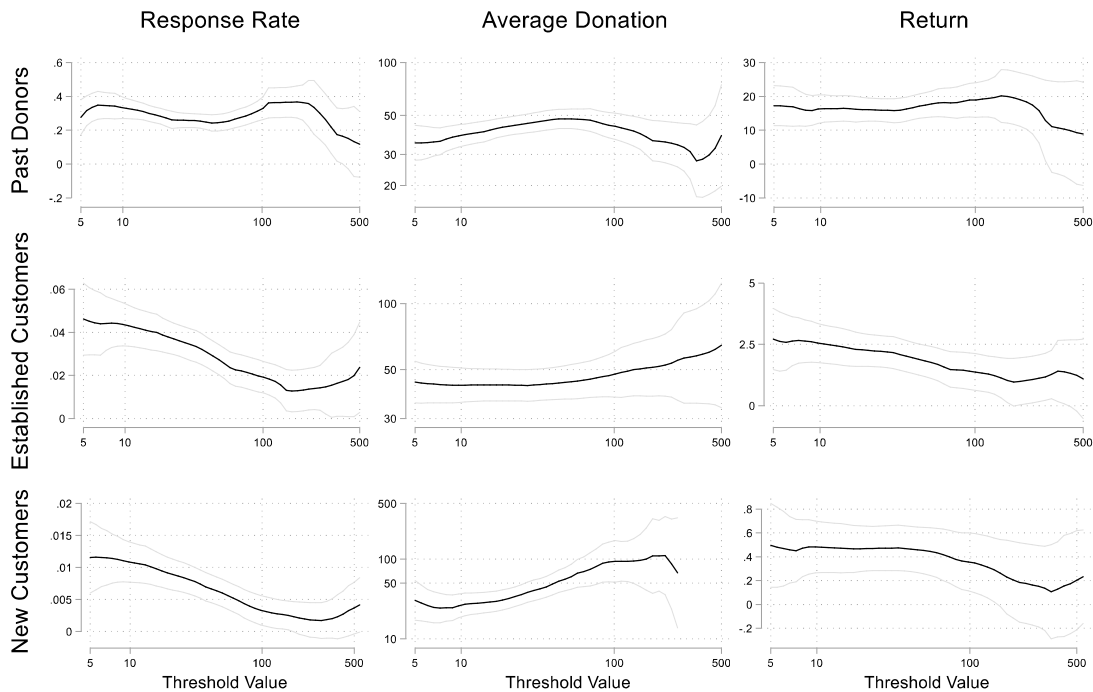 Response Rate Average Donation Return
Past Donors
.6 .4 .2 0 -.2
5 10 100 500
100 50 30 20
5 10 100 500
30 20 10 0 -10
5 10 100 500
Established Customers
.06 .04 .02 0
5 10 100 500
100 50 30
5 10 100 500
5 2.5 0
5 10 100 500
New Customers
.02 .015 .01 .005 0
5 10 100 500
Threshold Value
500 100 50 10
5 10 100 500
Threshold Value
.8 .6 .4 .2 0 -.2
5 10 100 500
Threshold Value